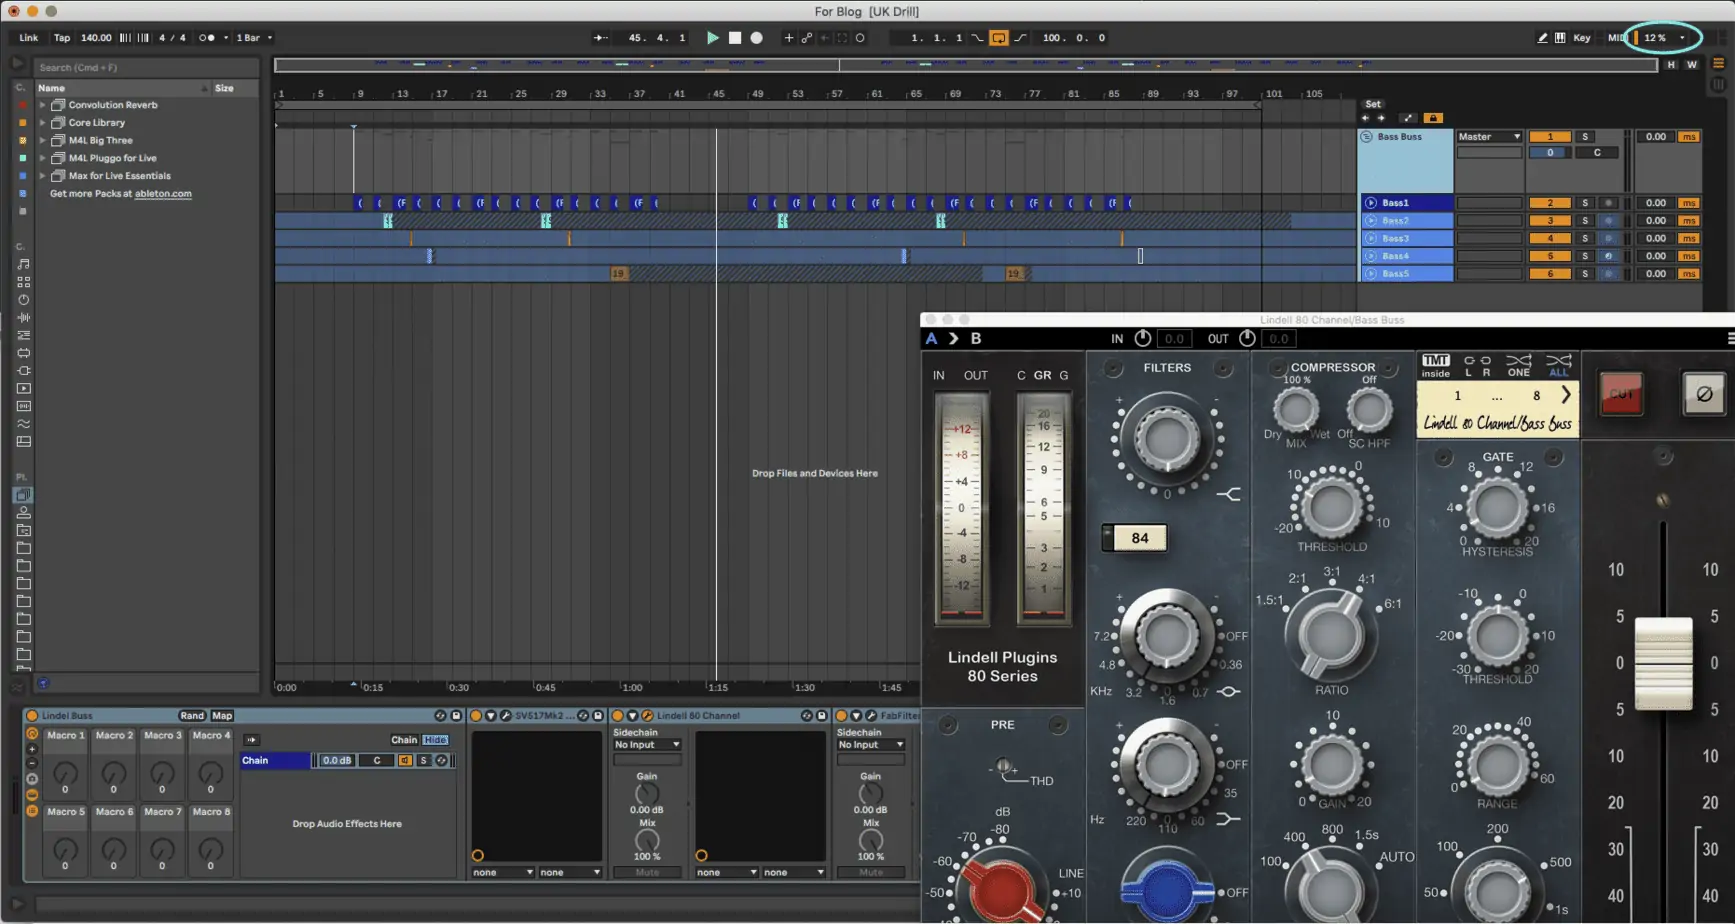 For Blog [UK Drill]
Link Tap 140.00 4 / 4 1 Bar 45. 4. 1 1. 1. 1 100. 0. 0 Key MIDI 12 %
Search (Cmd + F)
H W
Name Size
1 5 9 13 17 21 25 29 33 37 41 45 49 53 57 61 65 69 73 77 81 85 89 93 97 101 105
Set
Convolution Reverb
Core Library
M4L Big Three
M4L Pluggo for Live
Max for Live Essentials
Get more Packs at ableton.com
Bass Buss Master 1 S 0.00 ms
0 C
Bass1 2 S 0.00 ms
Bass2 3 S 0.00 ms
Bass3 4 S 0.00 ms
Bass4 5 S 0.00 ms
Bass5 6 S 0.00 ms
19 19
Drop Files and Devices Here
0:00 0:15 0:30 0:45 1:00 1:15 1:30 1:45
Lindell 80 Channel/Bass Buss
A B IN 0.0 OUT 0.0
IN OUT C GR G
+12
+8
+4
0
-4
-8
-12
20
16
12
9
6
5
3
2
1
Lindell Plugins
80 Series
PRE
THD
dB
-80
-70
-60
-50
LINE
+10
FILTERS
+ -
0
84
+ -
7.2 OFF
4.8 0.36
KHz 3.2 1.6 0.7
+ -
OFF
35
Hz 220 110 60
OFF
COMPRESSOR
100 % Off
Dry Wet Off
MIX SC HPF
10 0
-20 10
THRESHOLD
1.5:1 2:1 3:1 4:1 6:1
RATIO
10
0 GAIN 20
400 800 1.5s
100 AUTO
TMT
inside L R ONE ALL
1 ... 8
Lindell 80 Channel/Bass Buss
GATE
8 12
4 16
0 20
HYSTERESIS
-10 0
-20 10
-30 20
THRESHOLD
20 40
0 60
RANGE
200
100 500
50 1s
CUT Ø
10 10
5 5
0 0
5 5
10 10
20 20
30 30
40 40
Lindel Buss Rand Map
Macro 1 Macro 2 Macro 3 Macro 4
0 0 0 0
Macro 5 Macro 6 Macro 7 Macro 8
0 0 0 0
Chain Hide
Chain 0.0 dB C S
Drop Audio Effects Here
SV517Mk2 ...
none none
Lindell 80 Channel
Sidechain
No Input
Gain
0.00 dB
Mix
100 %
Mute
none none
FabFilter
Sidechain
No Input
Gain
0.00 dB
Mix
100 %
Mute